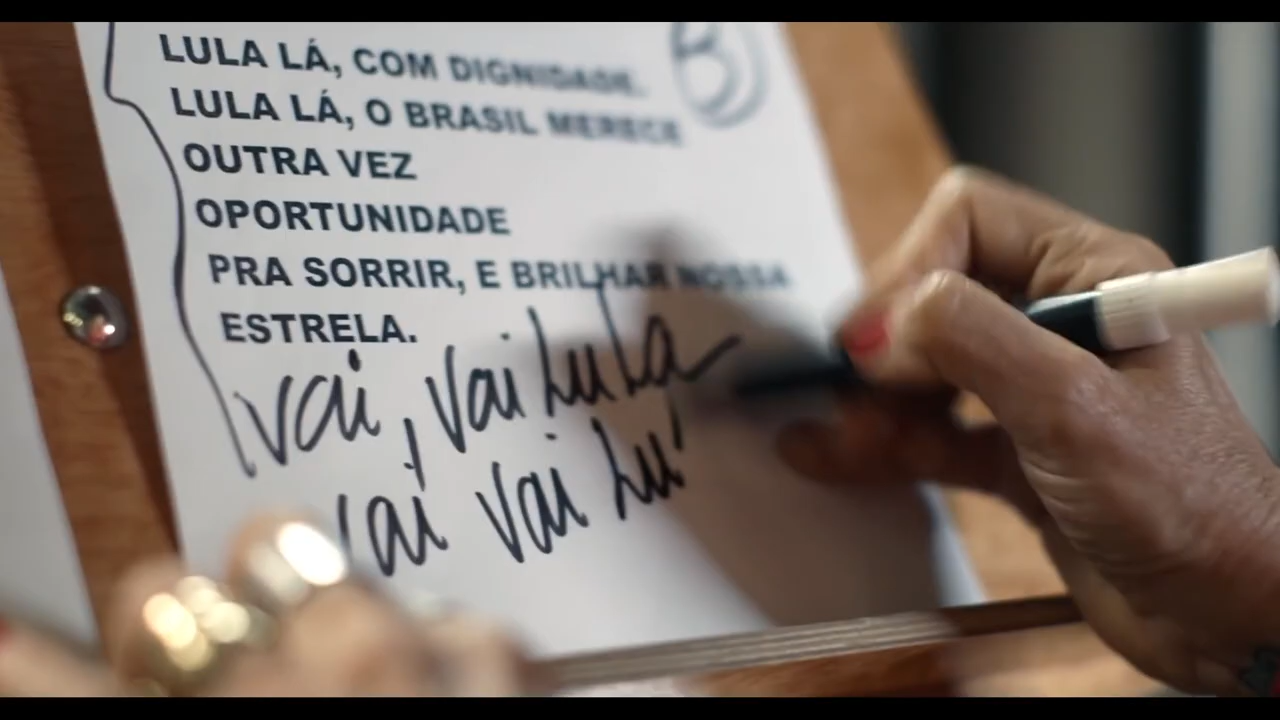 B
LULA LÁ, COM DIGNIDADE.
LULA LÁ, O BRASIL MERECE
OUTRA VEZ
OPORTUNIDADE
PRA SORRIR, E BRILHAR NOSSA
ESTRELA.
Vai, Vai Lula
Vai Vai Lu